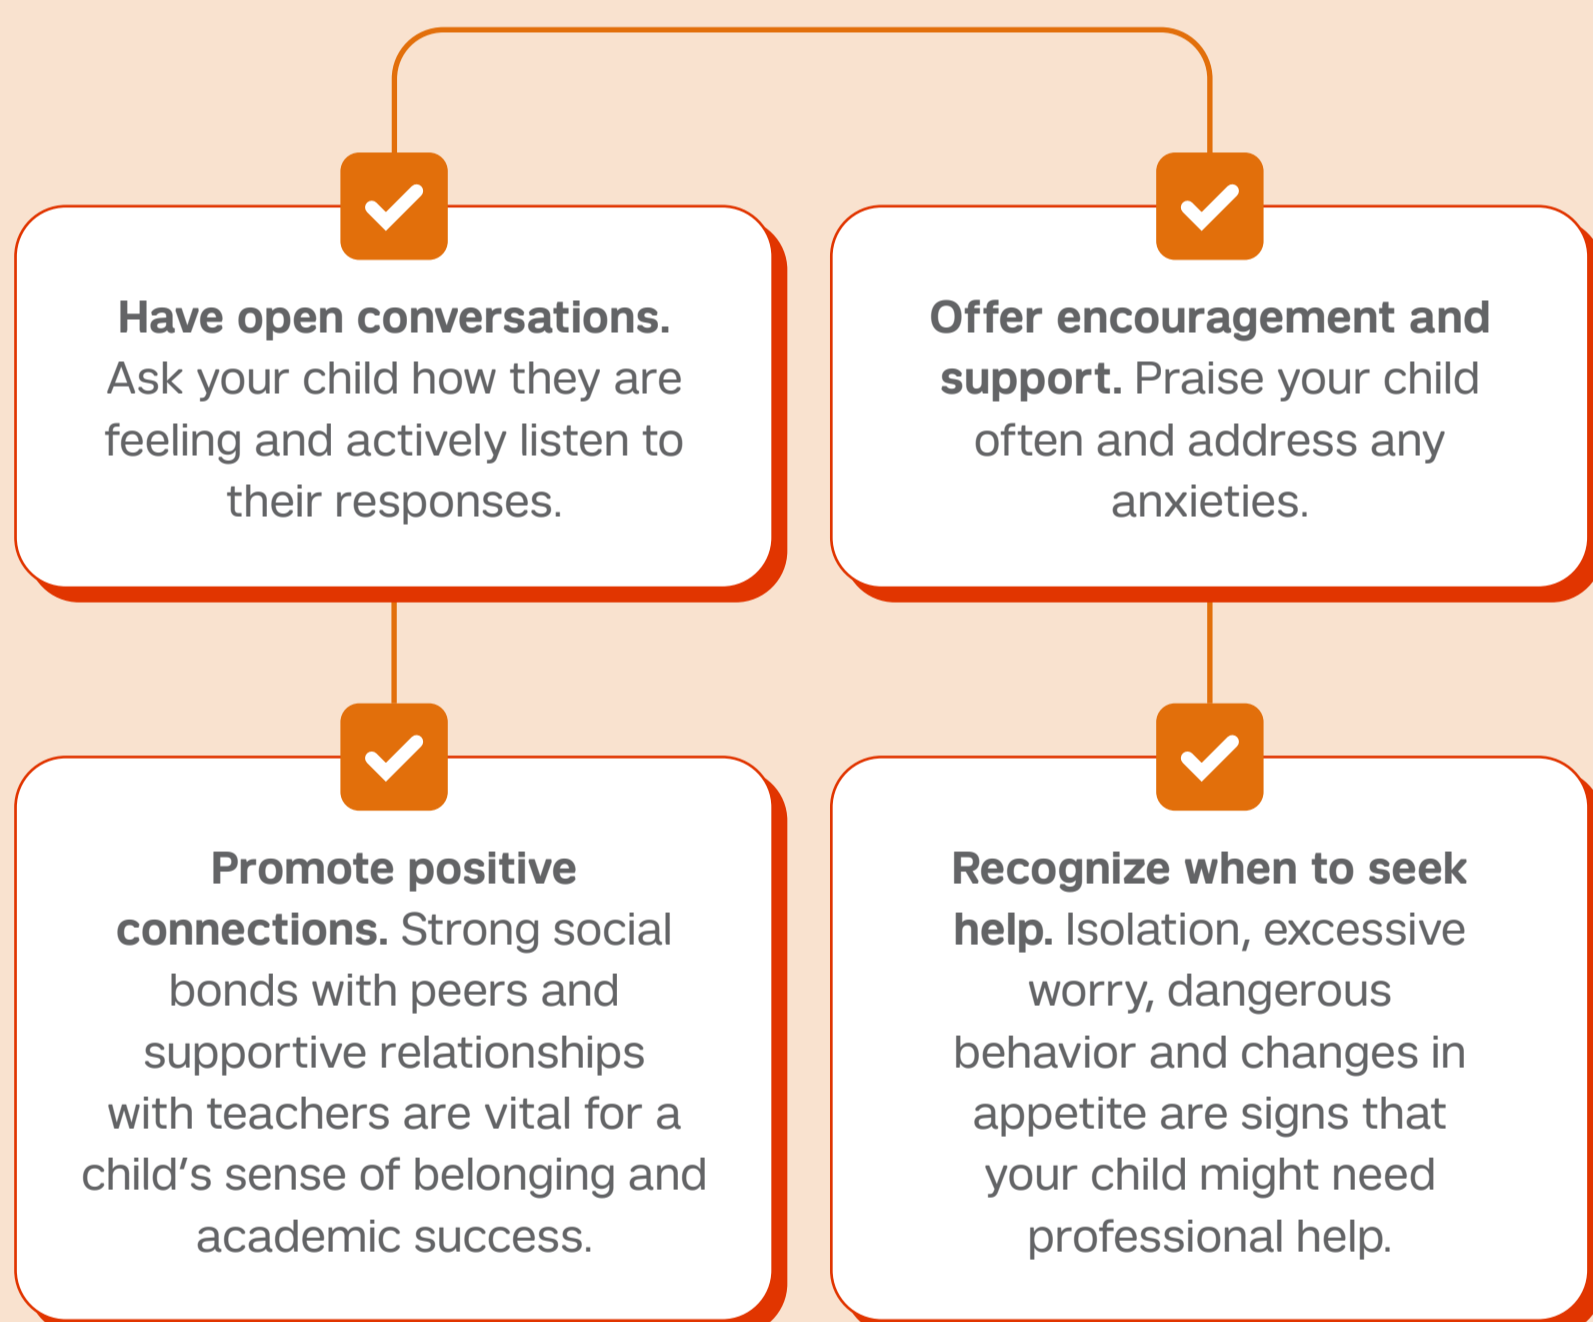 Have open conversations.
Ask your child how they are
feeling and actively listen to
their responses.
Offer encouragement and
support. Praise your child
often and address any
anxieties.
Promote positive
connections. Strong social
bonds with peers and
supportive relationships
with teachers are vital for a
child’s sense of belonging and
academic success.
Recognize when to seek
help. Isolation, excessive
worry, dangerous
behavior and changes in
appetite are signs that
your child might need
professional help.